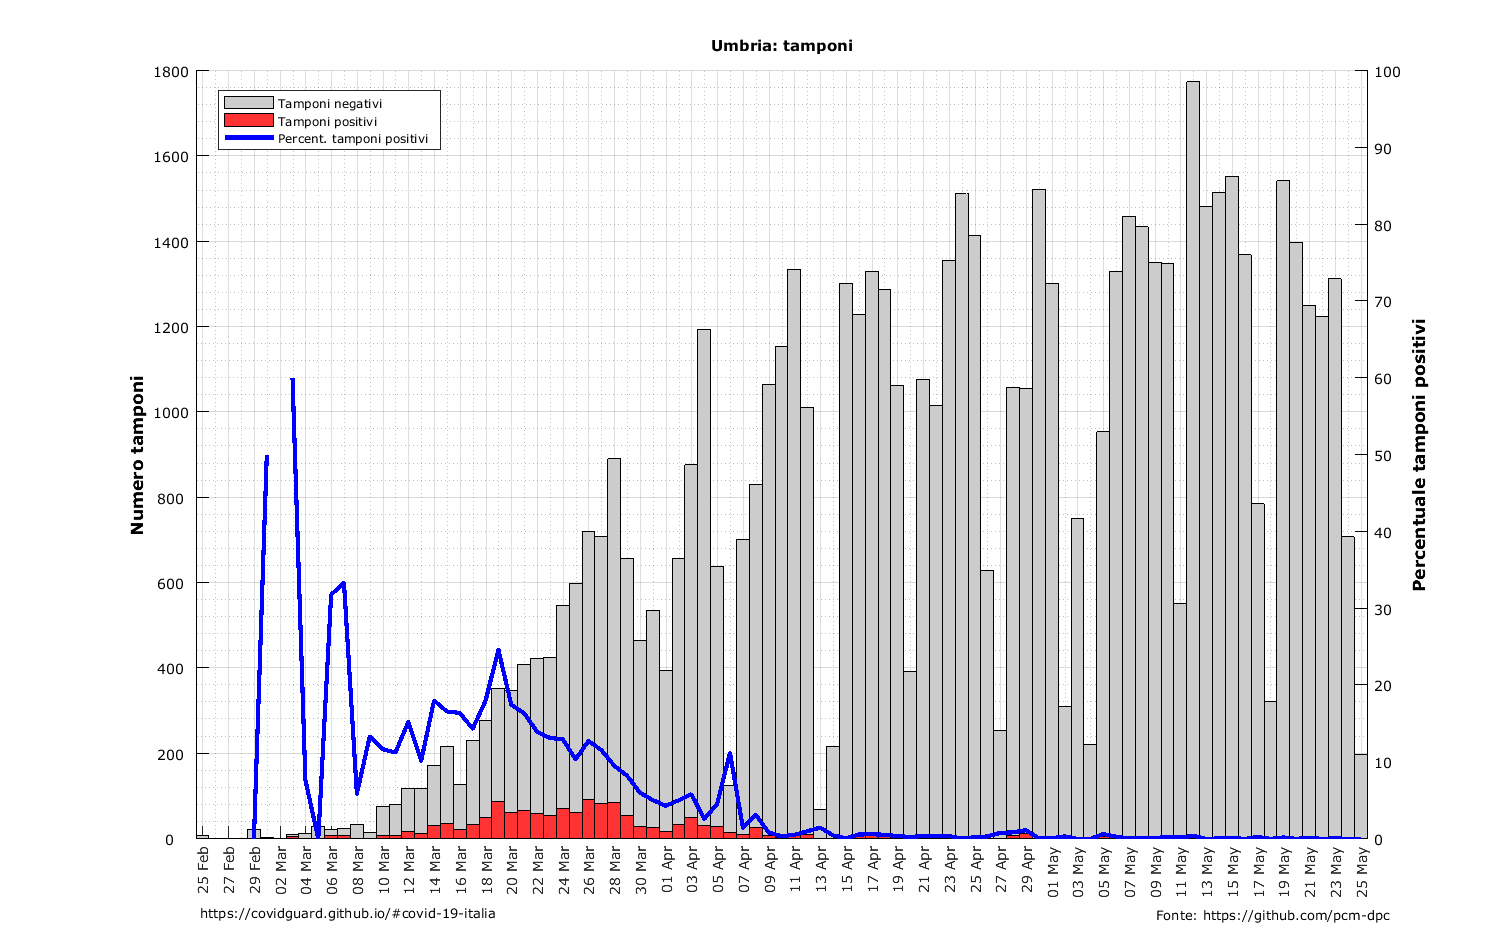 Umbria: tamponi
Tamponi negativi
Tamponi positivi
Percent. tamponi positivi
Numero tamponi
0
200
400
600
800
1000
1200
1400
1600
1800
Percentuale tamponi positivi
0
10
20
30
40
50
60
70
80
90
100
25 Feb
27 Feb
29 Feb
02 Mar
04 Mar
06 Mar
08 Mar
10 Mar
12 Mar
14 Mar
16 Mar
18 Mar
20 Mar
22 Mar
24 Mar
26 Mar
28 Mar
30 Mar
01 Apr
03 Apr
05 Apr
07 Apr
09 Apr
11 Apr
13 Apr
15 Apr
17 Apr
19 Apr
21 Apr
23 Apr
25 Apr
27 Apr
29 Apr
01 May
03 May
05 May
07 May
09 May
11 May
13 May
15 May
17 May
19 May
21 May
23 May
25 May
https://covidguard.github.io/#covid-19-italia
Fonte: https://github.com/pcm-dpc